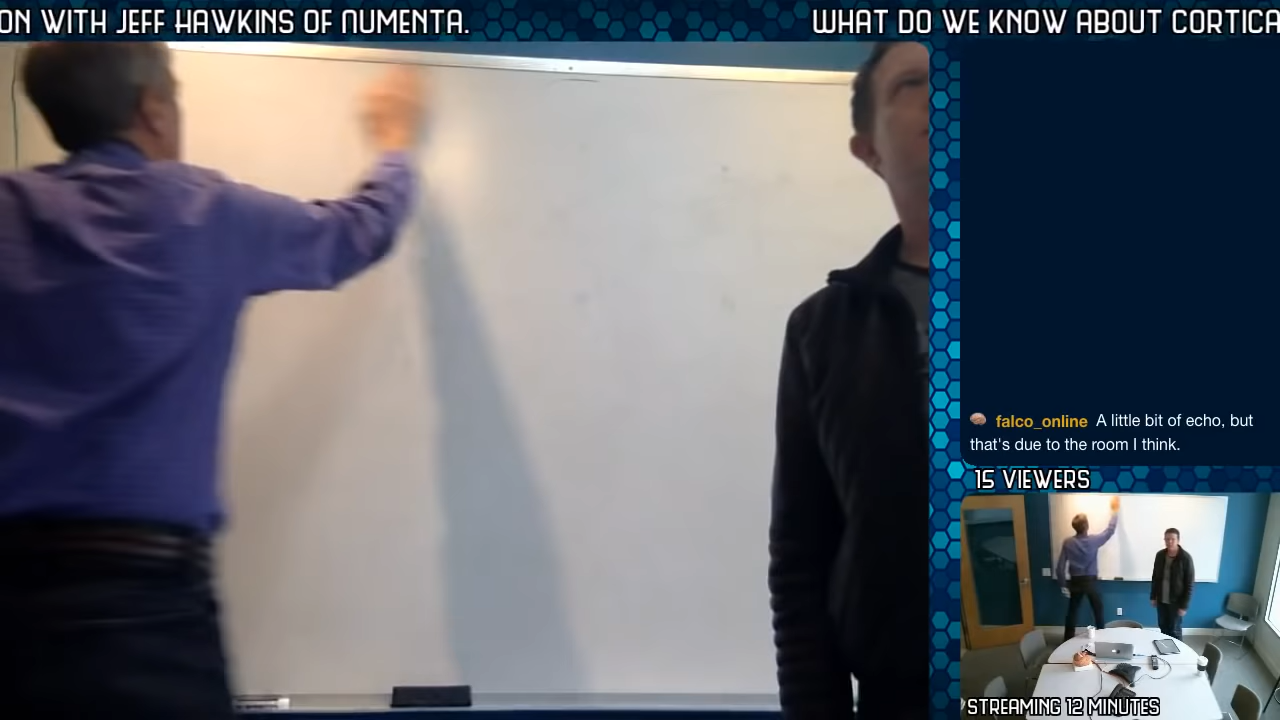 ON WITH JEFF HAWKINS OF NUMENTA.
WHAT DO WE KNOW ABOUT CORTICA
falco_online A little bit of echo, but
that's due to the room I think.
15 VIEWERS
STREAMING 12 MINUTES